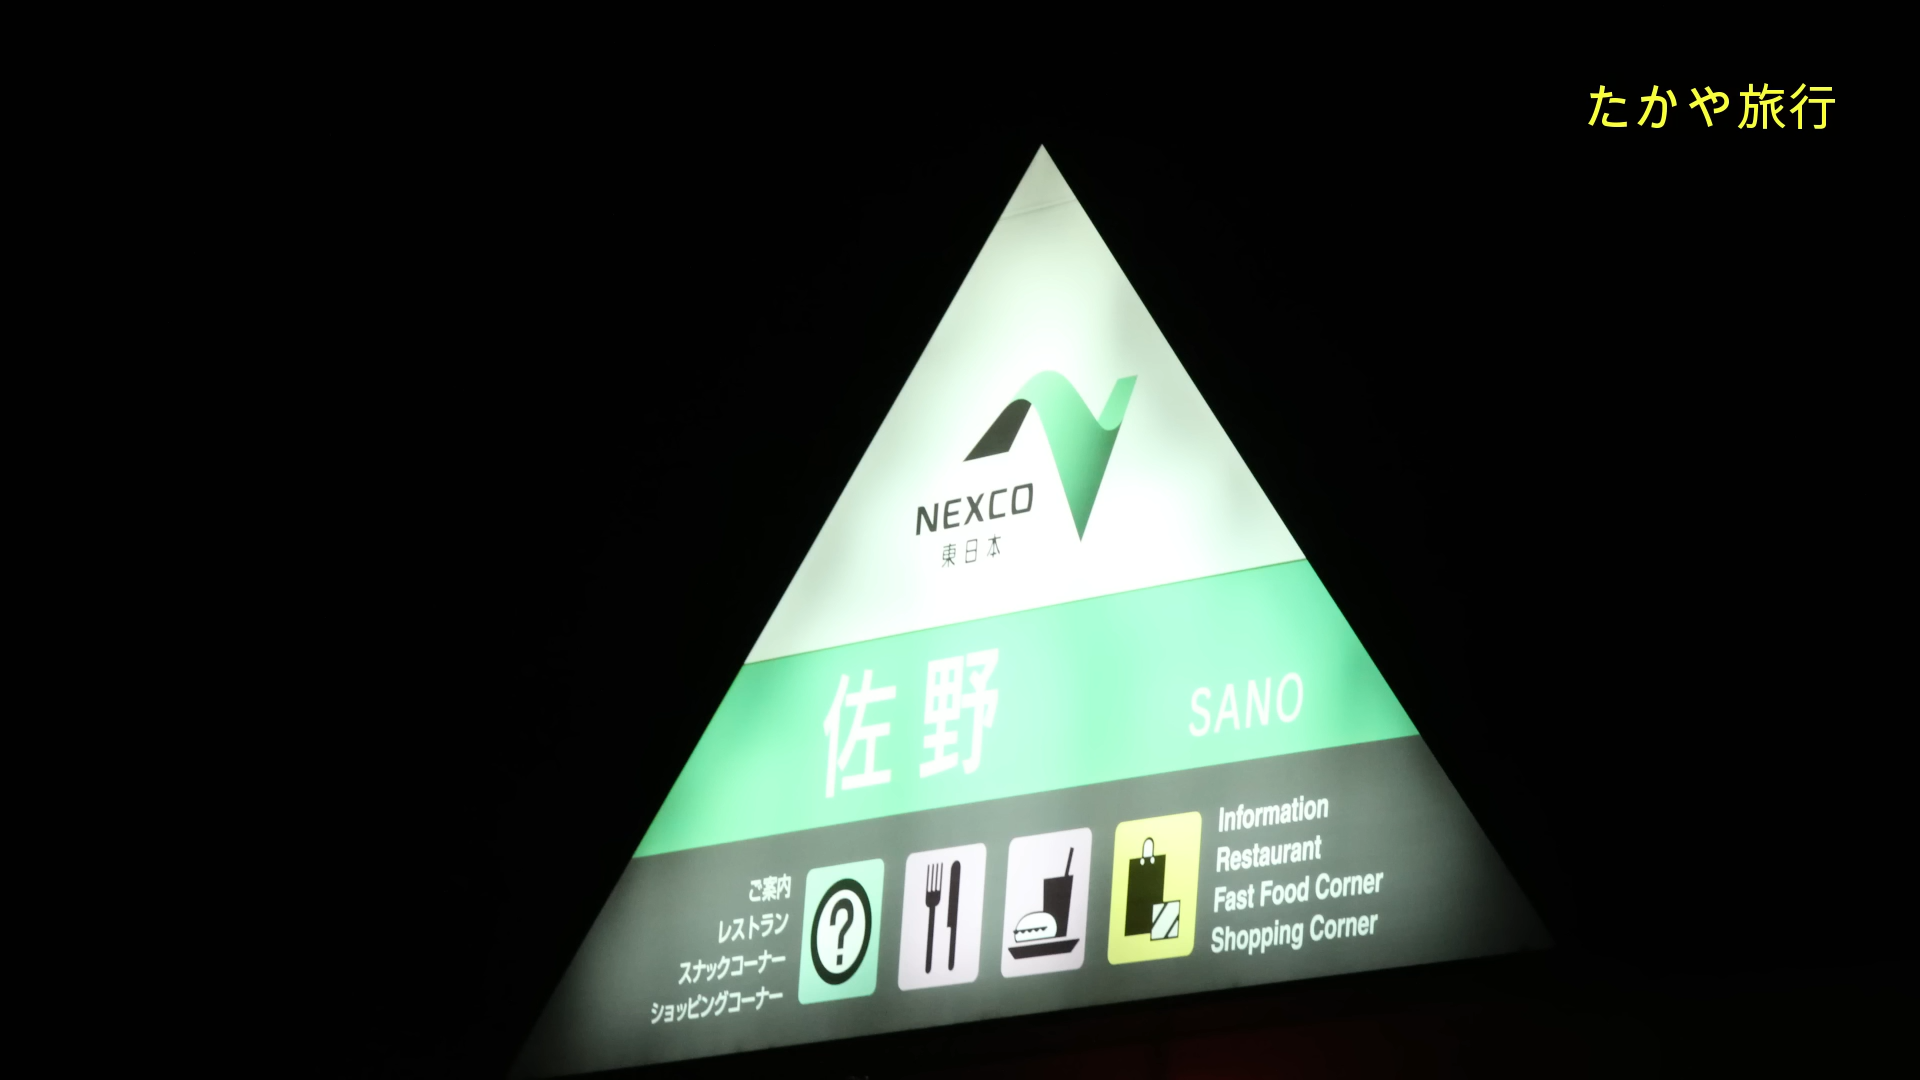 たかや旅行
NEXCO
東日本
佐野
SANO
ご案内
レストラン
スナックコーナー
ショッピングコーナー
Information
Restaurant
Fast Food Corner
Shopping Corner